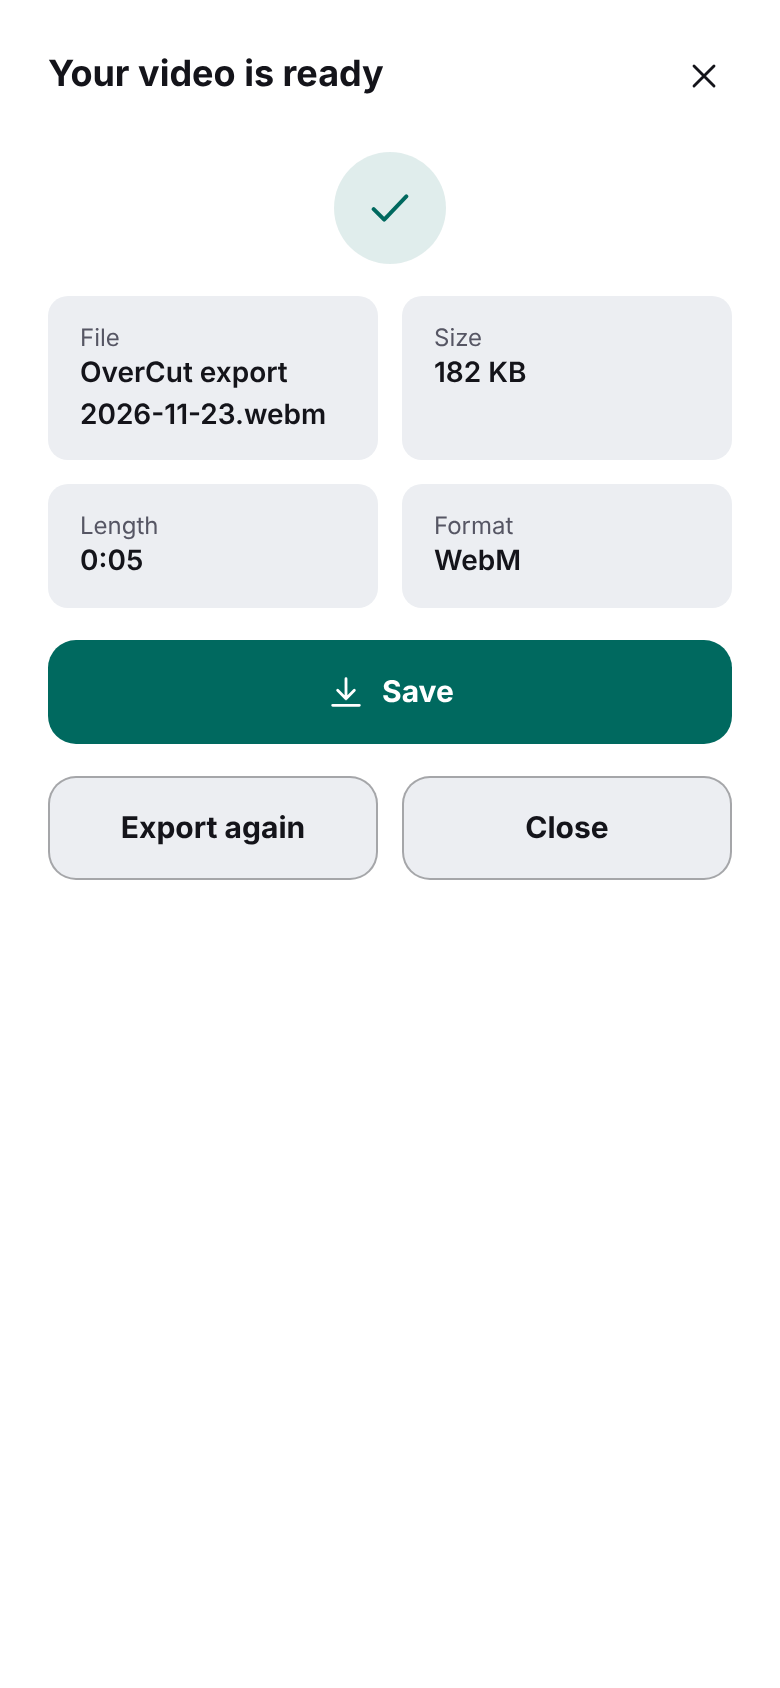 Your video is ready
File
OverCut export
2026-11-23.webm
Size
182 KB
Length
0:05
Format
WebM
Save
Export again
Close